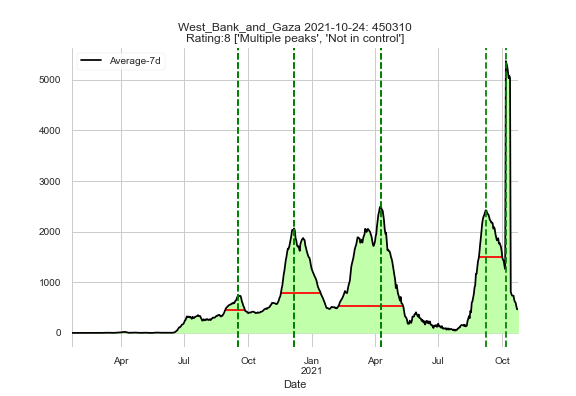 West_Bank_and_Gaza 2021-10-24: 450310
Rating:8 ['Multiple peaks', 'Not in control']
Average-7d
5000
4000
3000
2000
1000
0
Apr Jul Oct Jan Apr Jul Oct
2021
Date